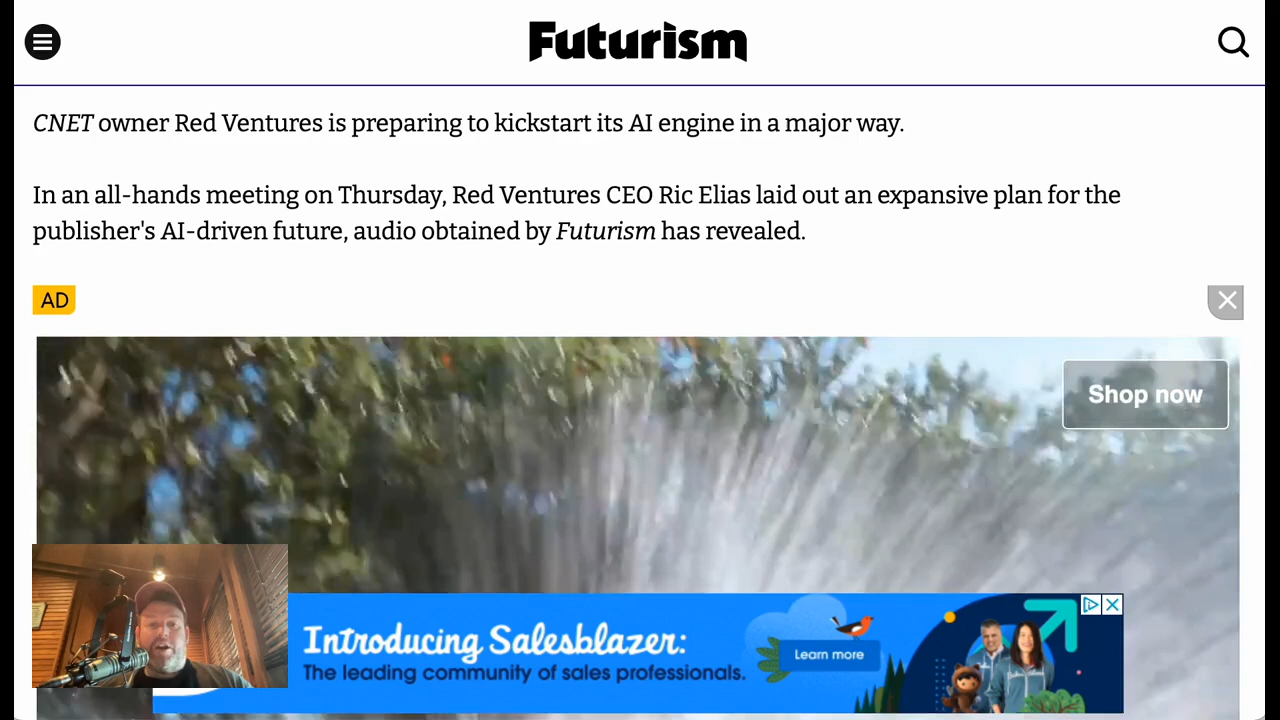 Futurism
CNET owner Red Ventures is preparing to kickstart its AI engine in a major way.
In an all-hands meeting on Thursday, Red Ventures CEO Ric Elias laid out an expansive plan for the
publisher's AI-driven future, audio obtained by Futurism has revealed.
AD
Shop now
Introducing Salesblazer:
The leading community of sales professionals.
Learn more